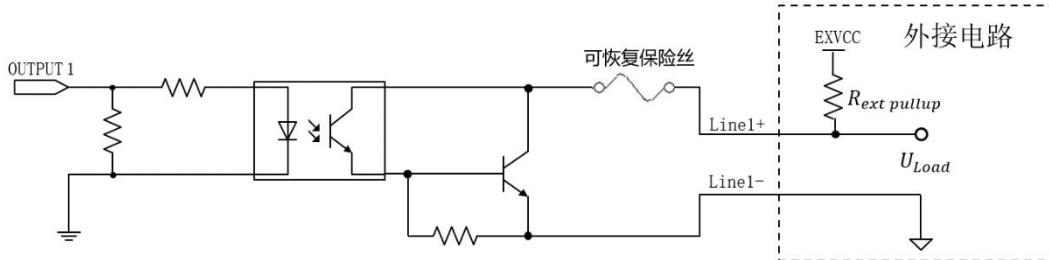 外接电路
EXVCC
可恢复保险丝
OUTPUT 1
R_ext pullup
Line1+
U_Load
Line1-